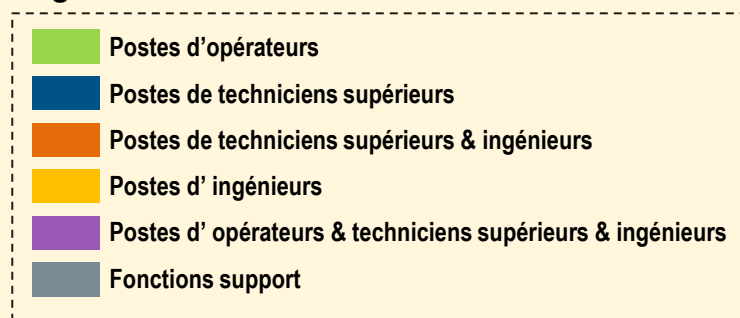 Postes d’opérateurs
Postes de techniciens supérieurs
Postes de techniciens supérieurs & ingénieurs
Postes d’ ingénieurs
Postes d’ opérateurs & techniciens supérieurs & ingénieurs
Fonctions support